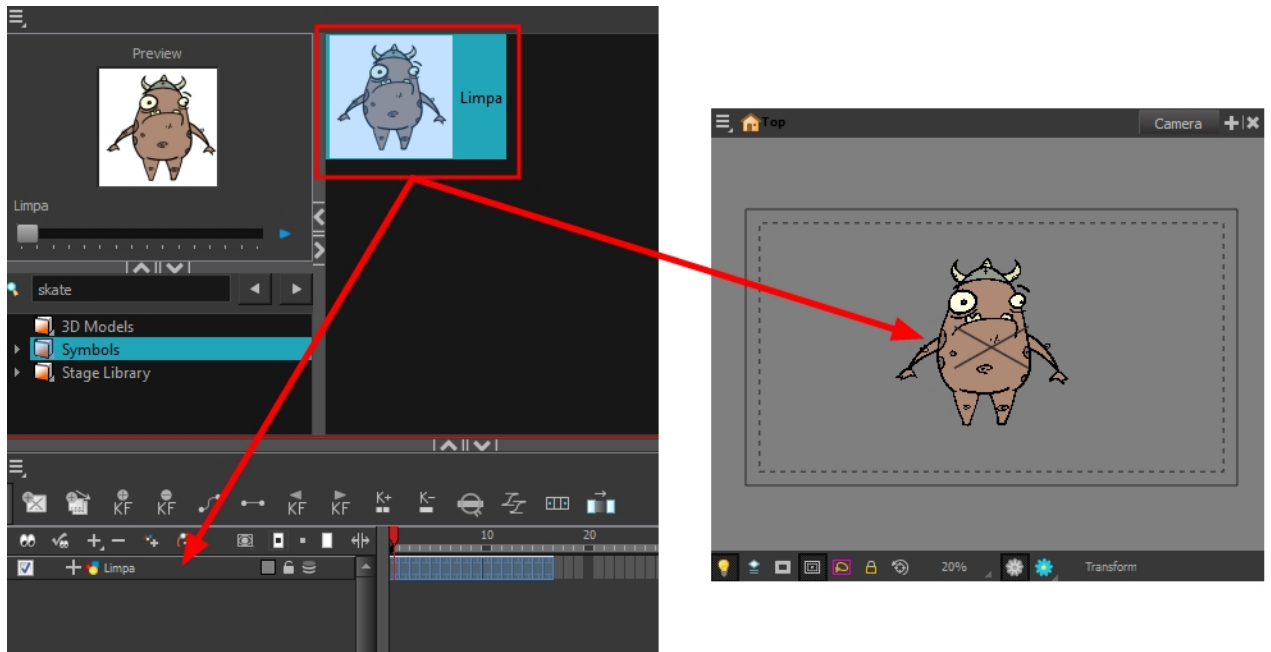 Preview
Limpa
Limpa
skate
3D Models
Symbols
Stage Library
KF KF KF KF K+ K-
10 20
Limpa
Top Camera
20% Transform